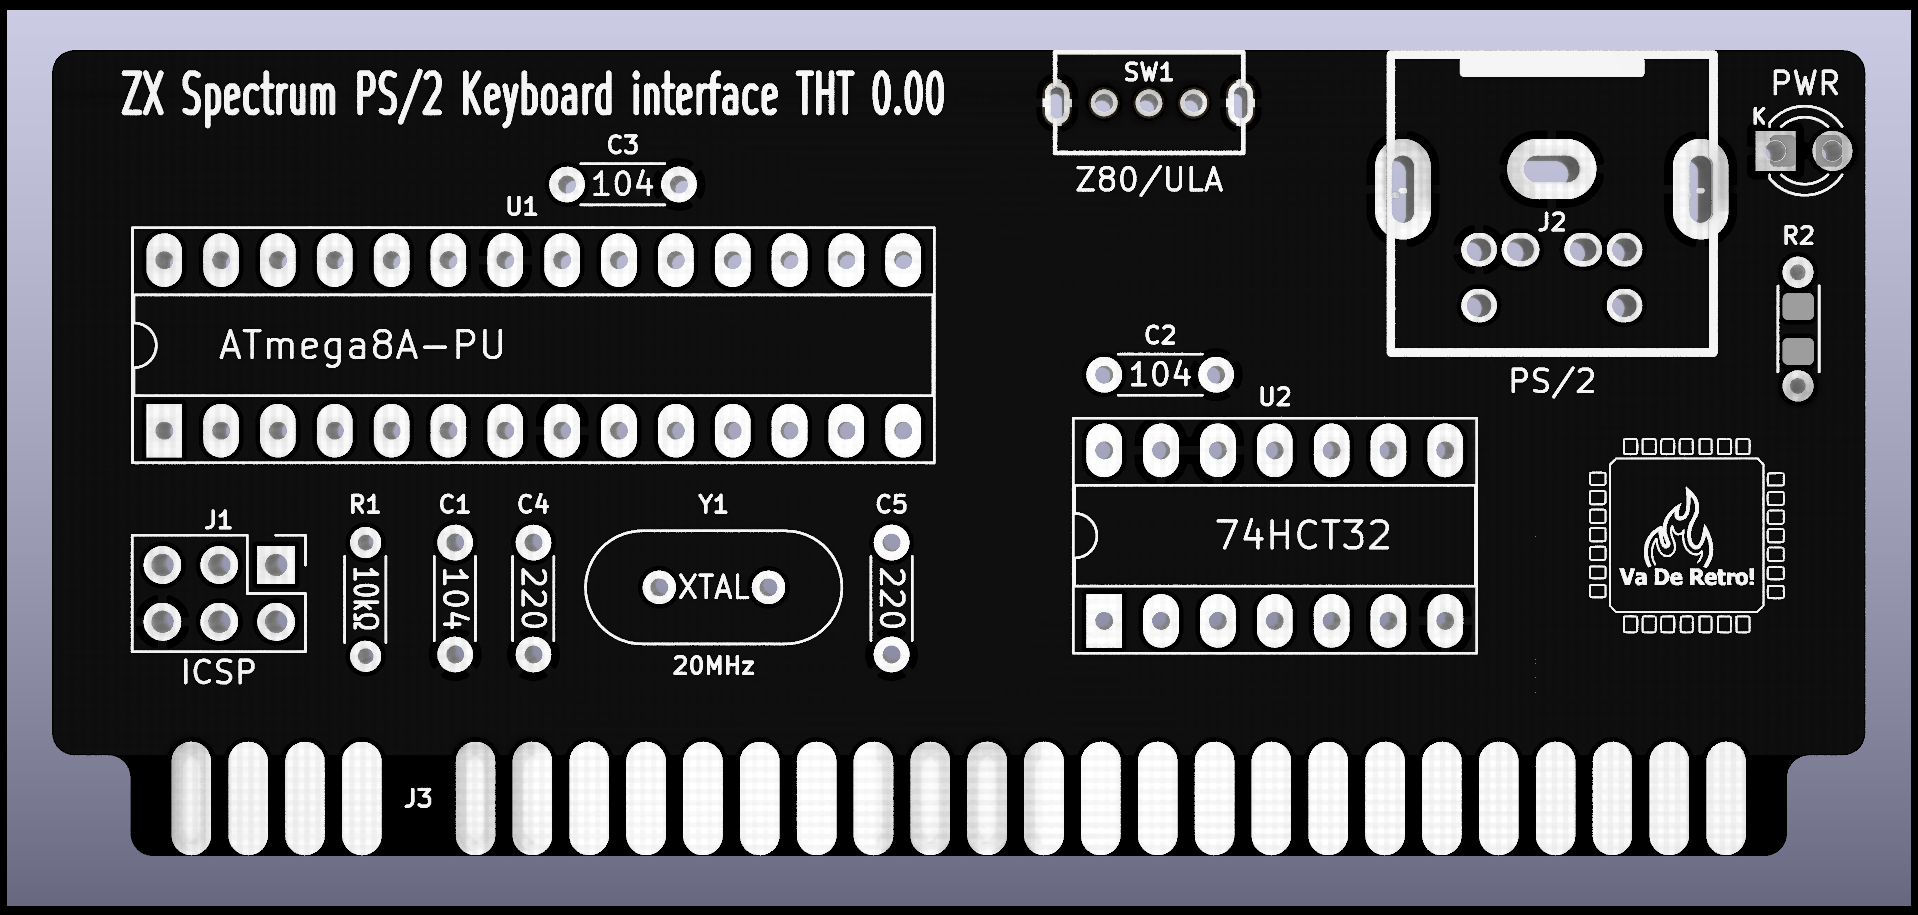 ZX Spectrum PS/2 Keyboard interface THT 0.00
SW1
Z80/ULA
PWR
K
C3
104
U1
ATmega8A-PU
J2
PS/2
R2
C2
104
U2
74HCT32
J1
ICSP
R1
10kΩ
C1
104
C4
220
Y1
XTAL
20MHz
C5
220
Va De Retro!
J3